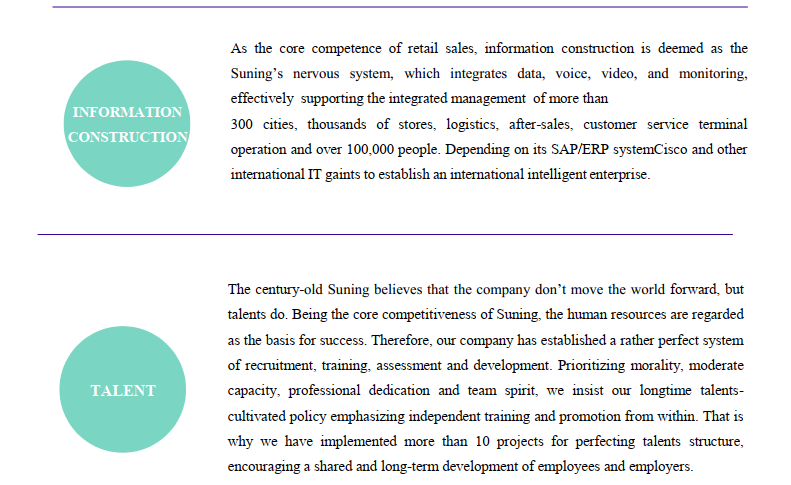 INFORMATION
CONSTRUCTION
As the core competence of retail sales, information construction is deemed as the
Suning’s nervous system, which integrates data, voice, video, and monitoring,
effectively supporting the integrated management of more than
300 cities, thousands of stores, logistics, after-sales, customer service terminal
operation and over 100,000 people. Depending on its SAP/ERP systemCisco and other
international IT gaints to establish an international intelligent enterprise.
TALENT
The century-old Suning believes that the company don’t move the world forward, but
talents do. Being the core competitiveness of Suning, the human resources are regarded
as the basis for success. Therefore, our company has established a rather perfect system
of recruitment, training, assessment and development. Prioritizing morality, moderate
capacity, professional dedication and team spirit, we insist our longtime talents-
cultivated policy emphasizing independent training and promotion from within. That is
why we have implemented more than 10 projects for perfecting talents structure,
encouraging a shared and long-term development of employees and employers.